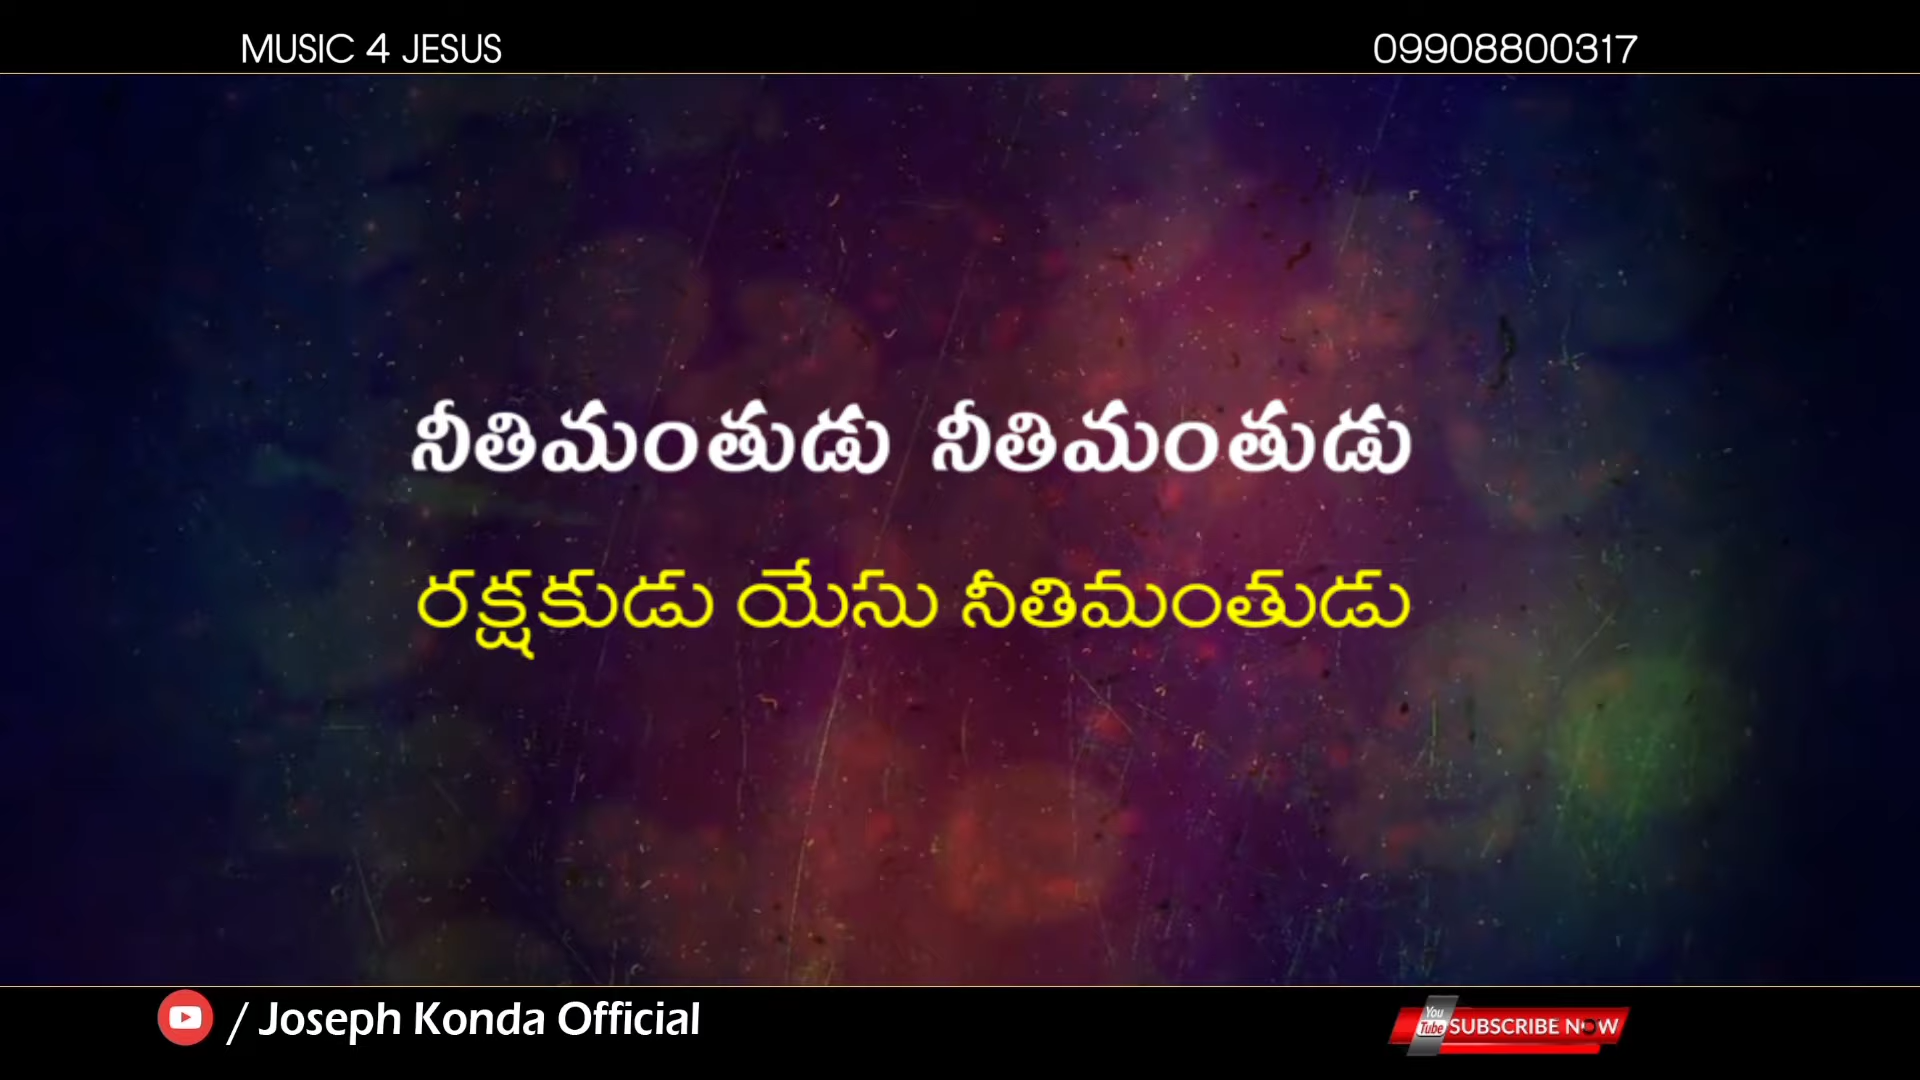 MUSIC 4 JESUS
09908800317
నీతిమంతుడు నీతిమంతుడు
రక్షకుడు యేసు నీతిమంతుడు
/ Joseph Konda Official
You Tube SUBSCRIBE NOW